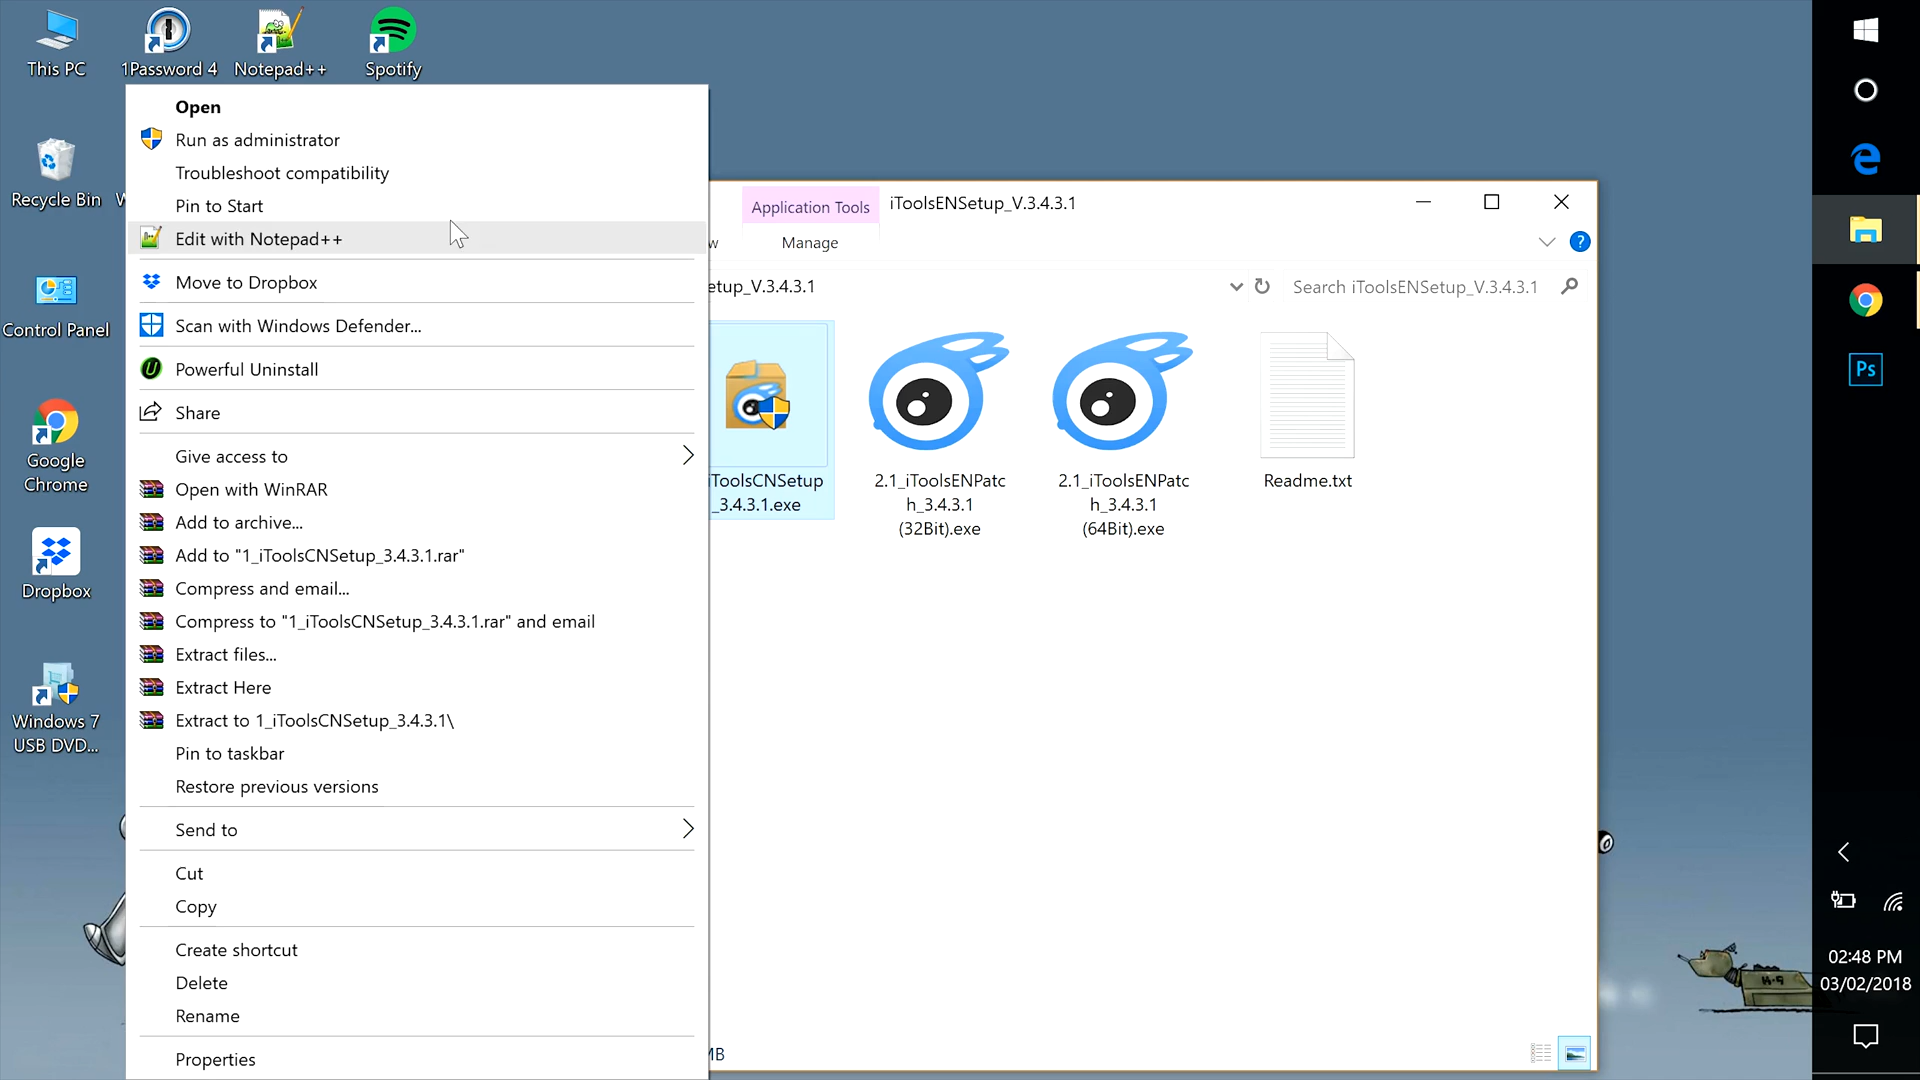 This PC
1Password 4
Notepad++
Spotify
Recycle Bin
W
Control Panel
Google
Chrome
Dropbox
Windows 7
USB DVD...
Open
Run as administrator
Troubleshoot compatibility
Pin to Start
Edit with Notepad++
Move to Dropbox
Scan with Windows Defender...
Powerful Uninstall
Share
Give access to
Open with WinRAR
Add to archive...
Add to "1_iToolsCNSetup_3.4.3.1.rar"
Compress and email...
Compress to "1_iToolsCNSetup_3.4.3.1.rar" and email
Extract files...
Extract Here
Extract to 1_iToolsCNSetup_3.4.3.1\
Pin to taskbar
Restore previous versions
Send to
Cut
Copy
Create shortcut
Delete
Rename
Properties
Application Tools
iToolsENSetup_V.3.4.3.1
w
Manage
?
etup_V.3.4.3.1
Search iToolsENSetup_V.3.4.3.1
iToolsCNSetup
_3.4.3.1.exe
2.1_iToolsENPatc
h_3.4.3.1
(32Bit).exe
2.1_iToolsENPatc
h_3.4.3.1
(64Bit).exe
Readme.txt
MB
Ps
02:48 PM
03/02/2018